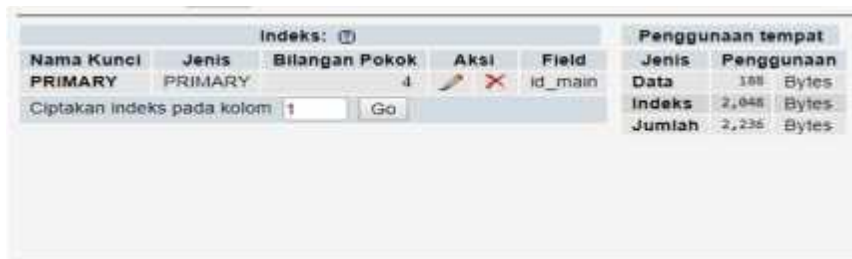 Indeks:
Nama Kunci Jenis Bilangan Pokok Aksi Field
PRIMARY PRIMARY 4 id_main
Ciptakan indeks pada kolom 1 Go
Penggunaan tempat
Jenis Penggunaan
Data 188 Bytes
Indeks 2,048 Bytes
Jumlah 2,236 Bytes